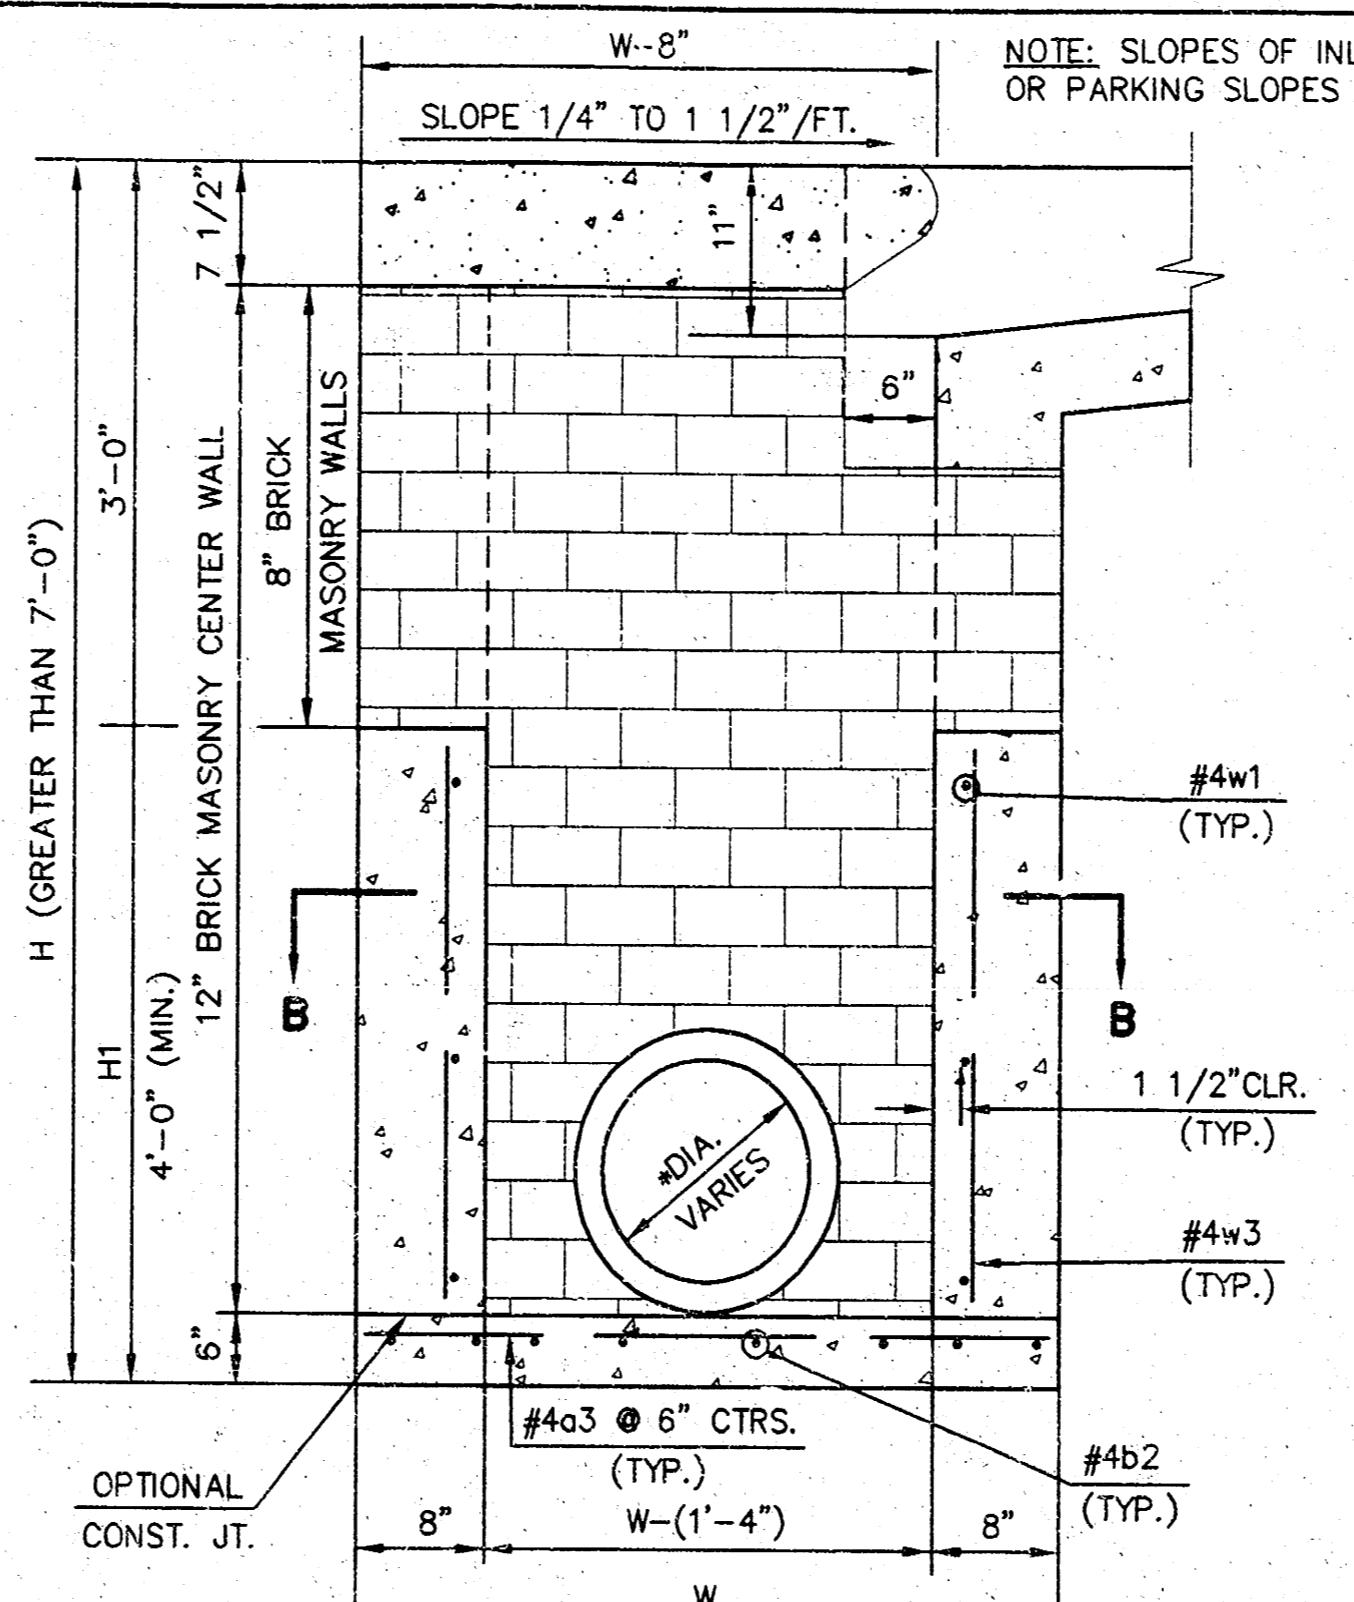 W--8"
NOTE: SLOPES OF INL
OR PARKING SLOPES
SLOPE 1/4" TO 1 1/2"/FT.
7 1/2"
11"
6"
8" BRICK
MASONRY WALLS
3'-0"
12" BRICK MASONRY CENTER WALL
H (GREATER THAN 7'-0")
H1
4'-0" (MIN.)
#4w1
(TYP.)
B
B
1 1/2"CLR.
(TYP.)
*DIA.
VARIES
#4w3
(TYP.)
6"
#4a3 @ 6" CTRS.
(TYP.)
#4b2
(TYP.)
OPTIONAL
CONST. JT.
8"
W-(1'-4")
8"
W